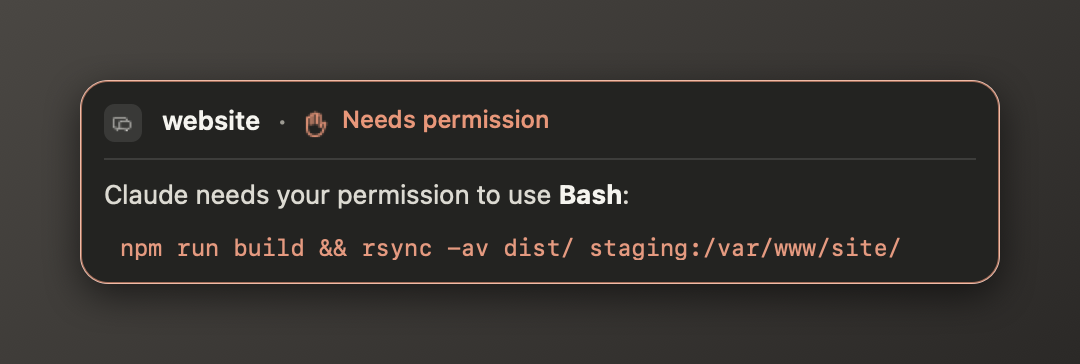 website · Needs permission
Claude needs your permission to use Bash:
npm run build && rsync -av dist/ staging:/var/www/site/